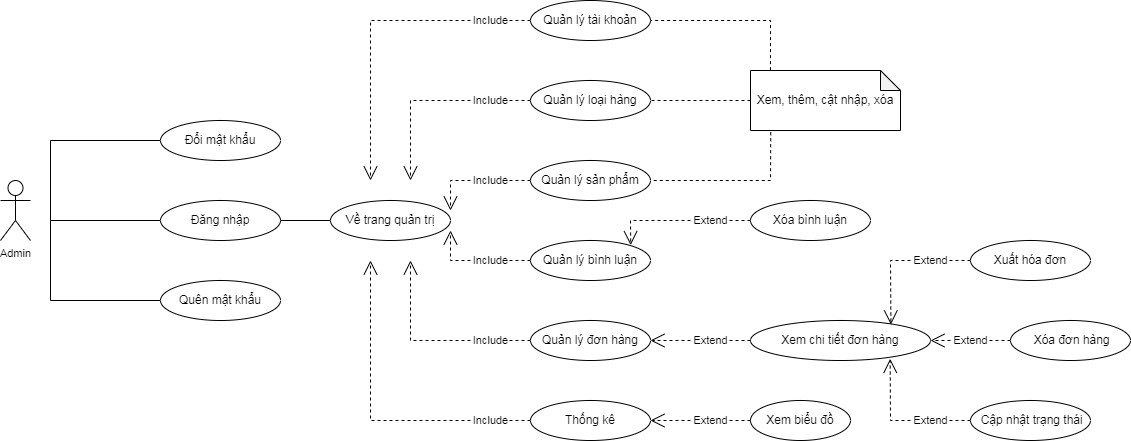 Include
Quản lý tài khoản
Include
Quản lý loại hàng
Xem, thêm, cật nhập, xóa
Đổi mật khẩu
Include
Quản lý sản phẩm
Admin
Đăng nhập
Về trang quản trị
Extend
Xóa bình luận
Include
Quản lý bình luận
Extend
Xuất hóa đơn
Quên mật khẩu
Include
Quản lý đơn hàng
Extend
Xem chi tiết đơn hàng
Extend
Xóa đơn hàng
Include
Thống kê
Extend
Xem biểu đồ
Extend
Cập nhật trạng thái